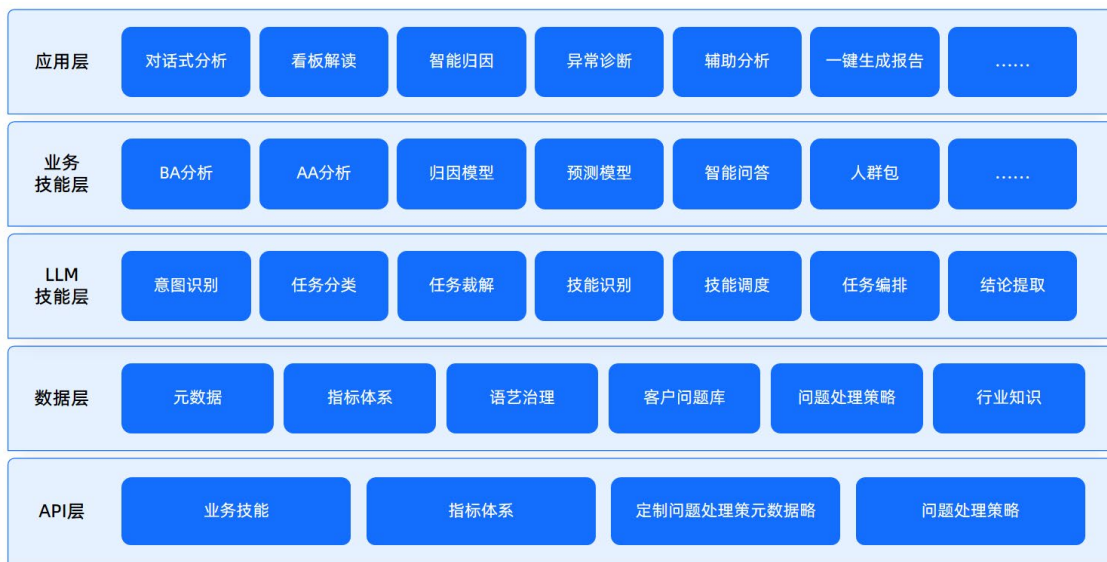 应用层
对话式分析
看板解读
智能归因
异常诊断
辅助分析
一键生成报告
……
业务
技能层
BA分析
AA分析
归因模型
预测模型
智能问答
人群包
……
LLM
技能层
意图识别
任务分类
任务裁解
技能识别
技能调度
任务编排
结论提取
数据层
元数据
指标体系
语艺治理
客户问题库
问题处理策略
行业知识
API层
业务技能
指标体系
定制问题处理策元数据略
问题处理策略